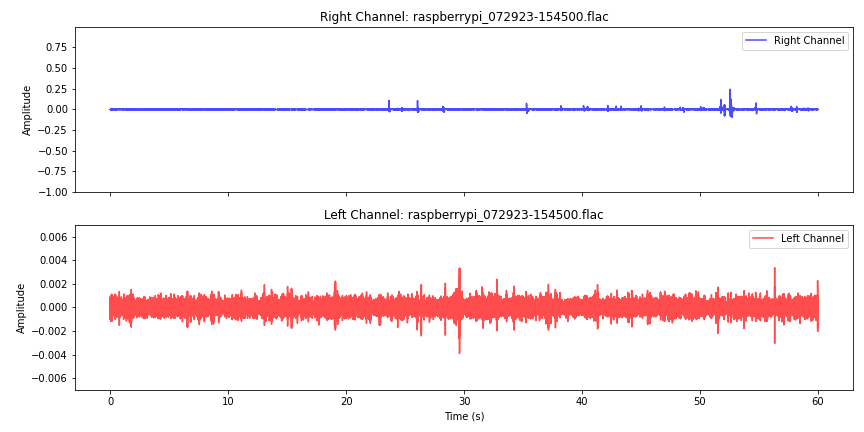 Right Channel: raspberrypi_072923-154500.flac
Right Channel
Amplitude
0.75
0.50
0.25
0.00
−0.25
−0.50
−0.75
−1.00
Left Channel: raspberrypi_072923-154500.flac
Left Channel
Amplitude
0.006
0.004
0.002
0.000
−0.002
−0.004
−0.006
0 10 20 30 40 50 60
Time (s)